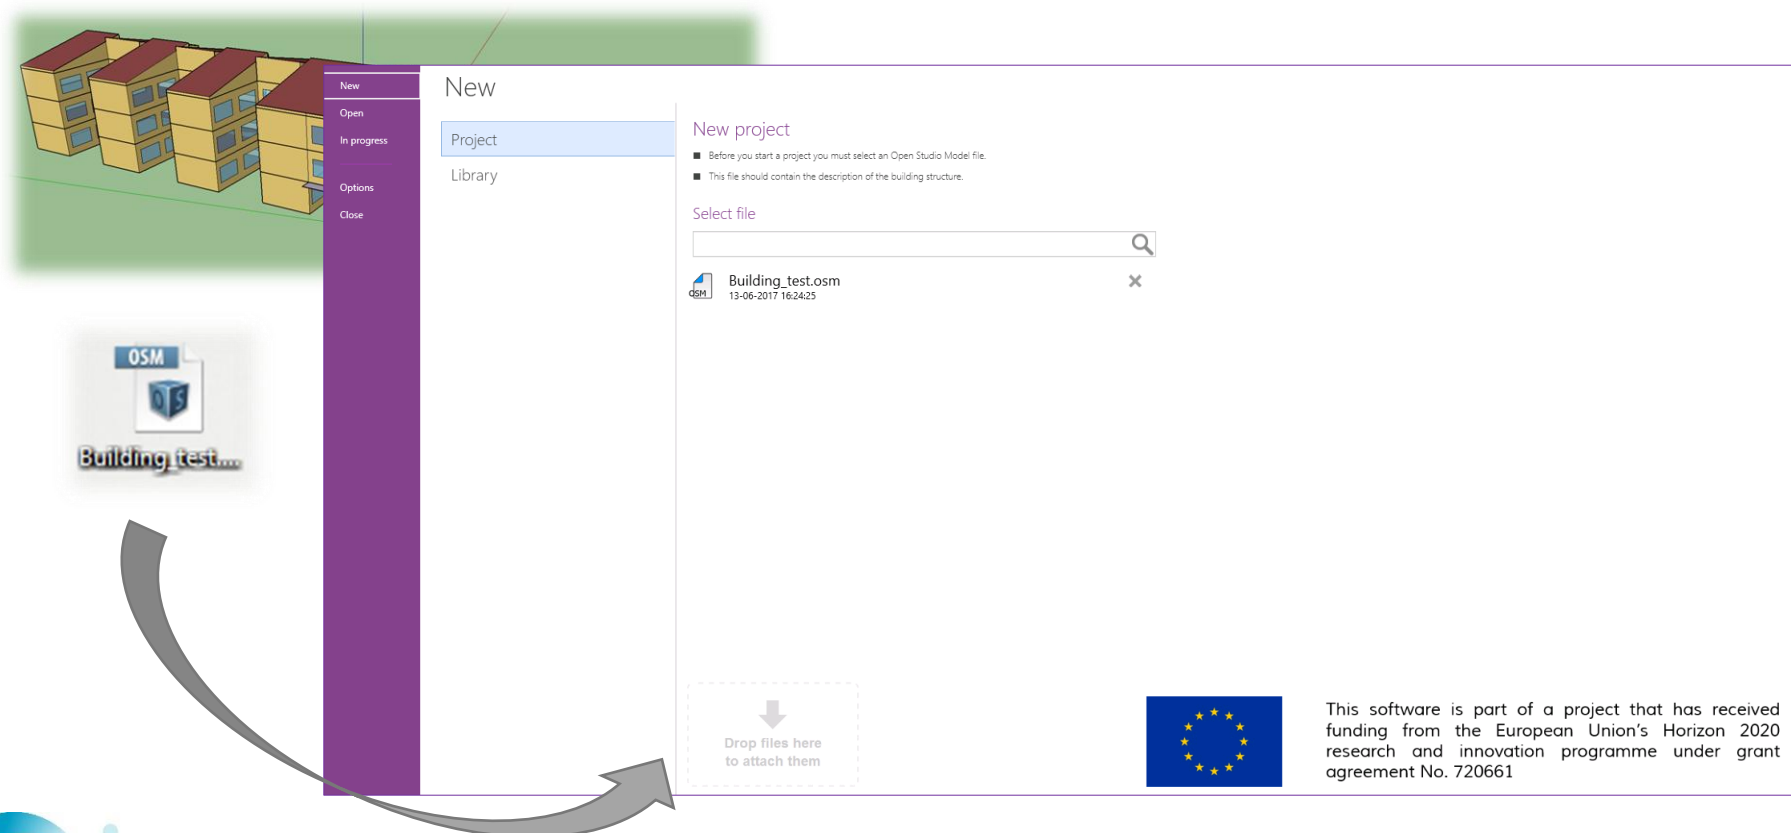 New
Open
In progress
Options
Close
New
Project
Library
New project
Before you start a project you must select an Open Studio Model file.
This file should contain the description of the building structure.
Select file
OSM
Building_test.osm
13-06-2017 16:24:25
OSM
OS
Building_test....
Drop files here
to attach them
This software is part of a project that has received
funding from the European Union's Horizon 2020
research and innovation programme under grant
agreement No. 720661